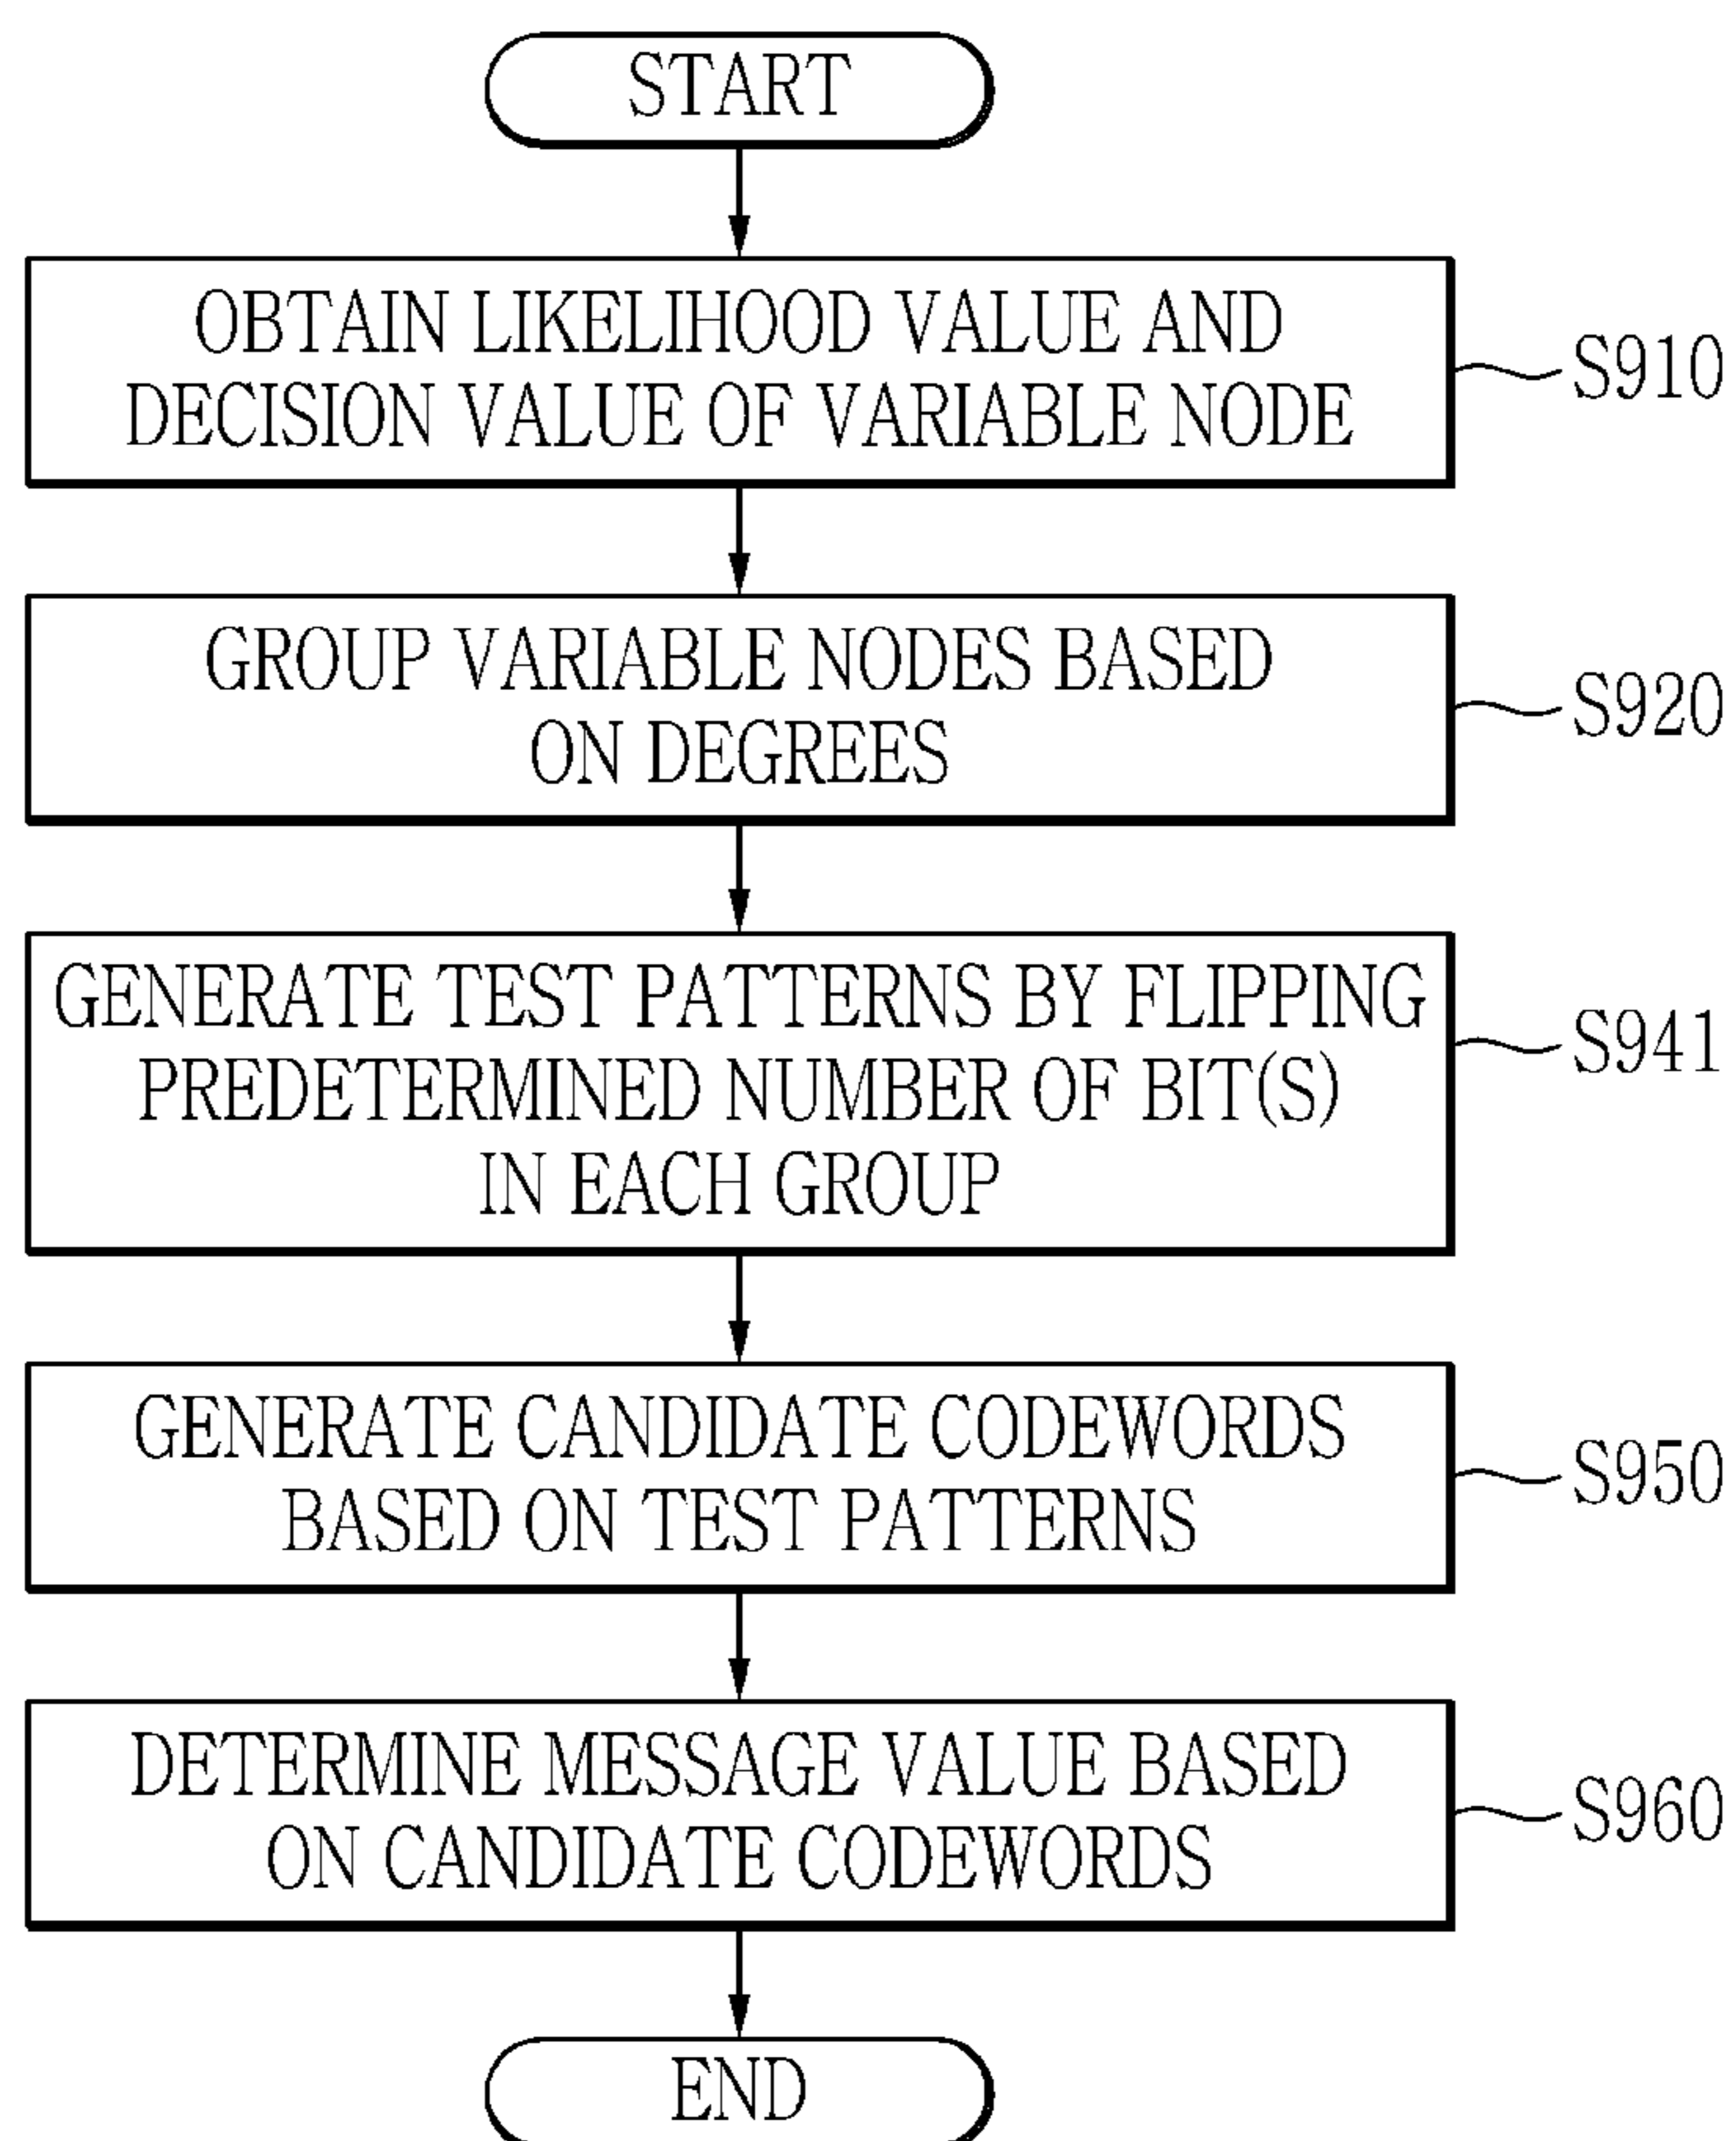 START
OBTAIN LIKELIHOOD VALUE AND
DECISION VALUE OF VARIABLE NODE
S910
GROUP VARIABLE NODES BASED
ON DEGREES
S920
GENERATE TEST PATTERNS BY FLIPPING
PREDETERMINED NUMBER OF BIT(S)
IN EACH GROUP
S941
GENERATE CANDIDATE CODEWORDS
BASED ON TEST PATTERNS
S950
DETERMINE MESSAGE VALUE BASED
ON CANDIDATE CODEWORDS
S960
END